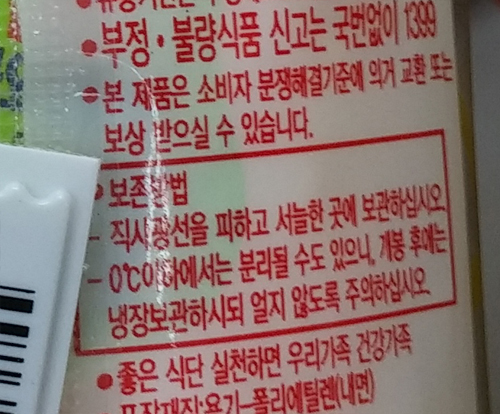 ● 부정 • 불량식품 신고는 국번없이 1399
● 본 제품은 소비자 분쟁해결기준에 의거 교환 또는
보상 받으실 수 있습니다.
● 보존방법
- 직사광선을 피하고 서늘한 곳에 보관하십시오.
- 0℃이하에서는 분리될 수도 있으니, 개봉 후에는
냉장보관하시되 얼지 않도록 주의하십시오.
● 좋은 식단 실천하면 우리가족 건강가족
포장재질:용기-폴리에틸렌(내면)